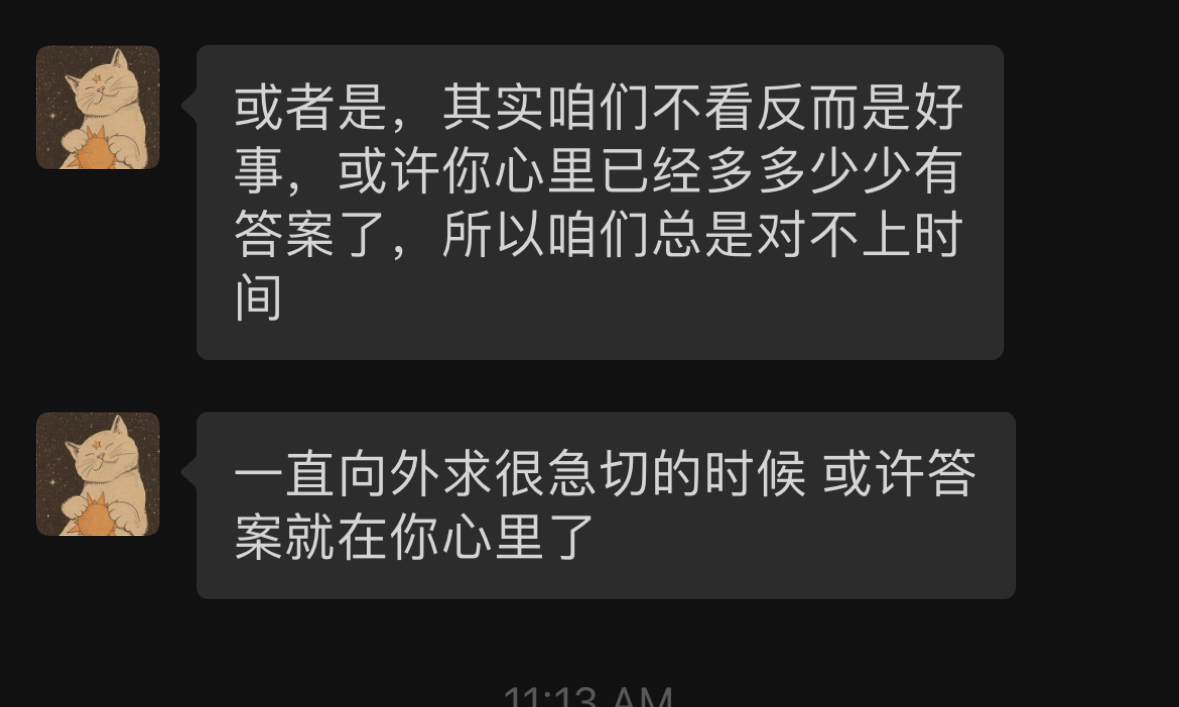 或者是，其实咱们不看反而是好
事，或许你心里已经多多少少有
答案了，所以咱们总是对不上时
间
一直向外求很急切的时候 或许答
案就在你心里了
11:13 AM